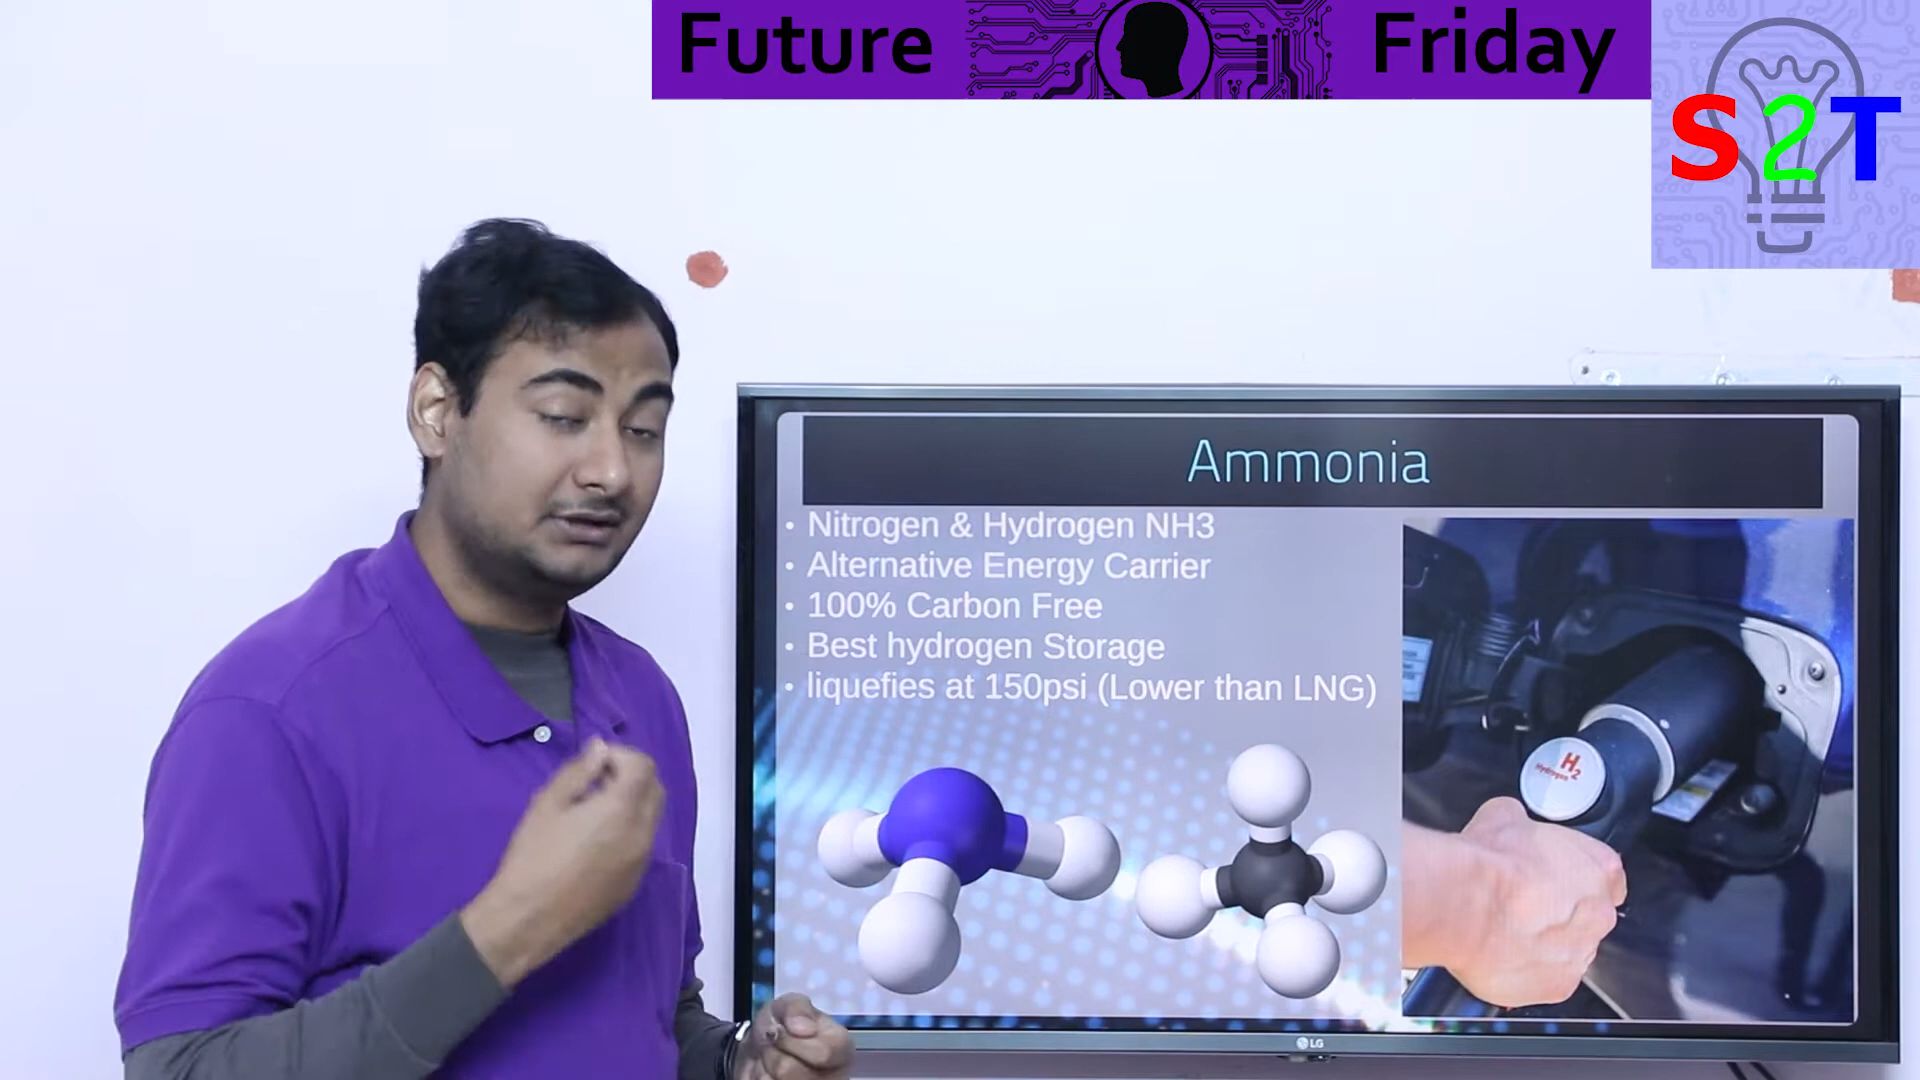 Future Friday
S2T
Ammonia
• Nitrogen & Hydrogen NH3
• Alternative Energy Carrier
• 100% Carbon Free
• Best hydrogen Storage
• liquefies at 150psi (Lower than LNG)
H2
Hydrogen
LG